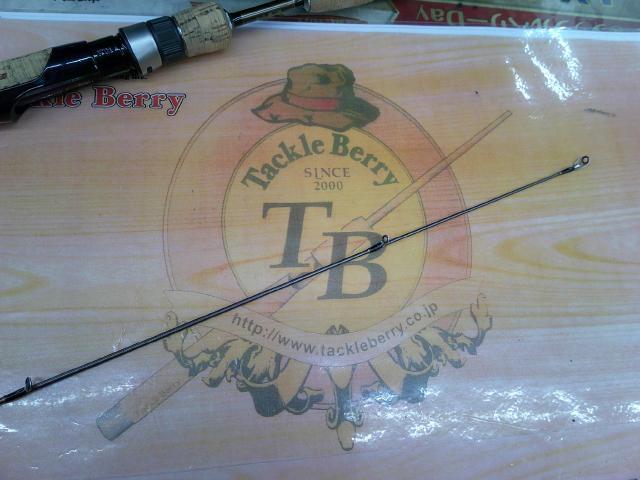 kle Berry
Tackle Berry
SINCE
2000
TB
http://www.tackleberry.co.jp